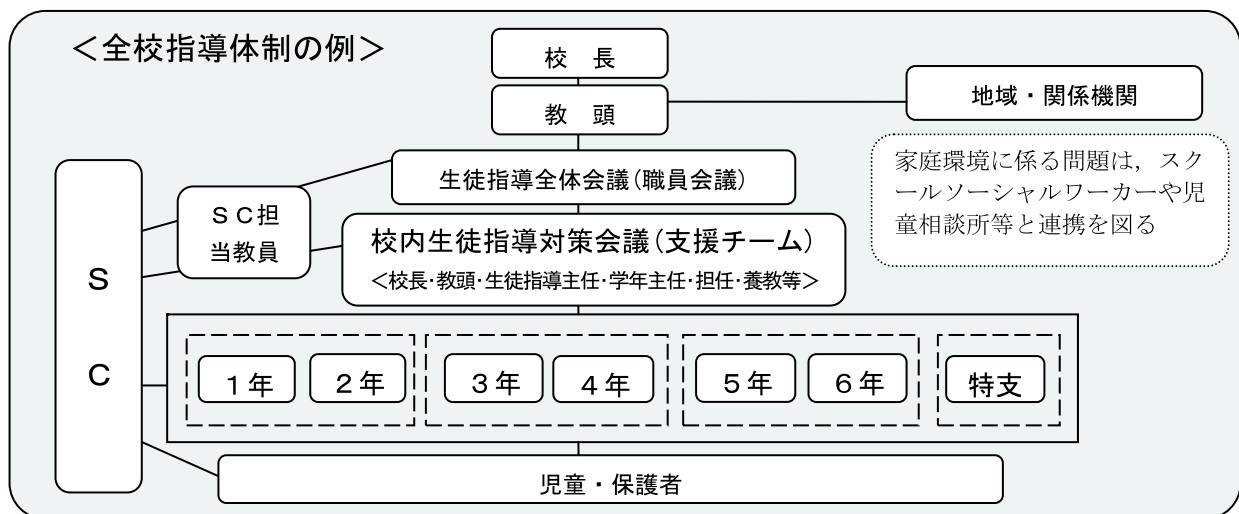 ＜全校指導体制の例＞
校　長
教　頭
地域・関係機関
家庭環境に係る問題は，スク
ールソーシャルワーカーや児
童相談所等と連携を図る
生徒指導全体会議（職員会議）
ＳＣ担
当教員
校内生徒指導対策会議（支援チーム）
＜校長・教頭・生徒指導主任・学年主任・担任・養教等＞
Ｓ
Ｃ
１年
２年
３年
４年
５年
６年
特支
児童・保護者